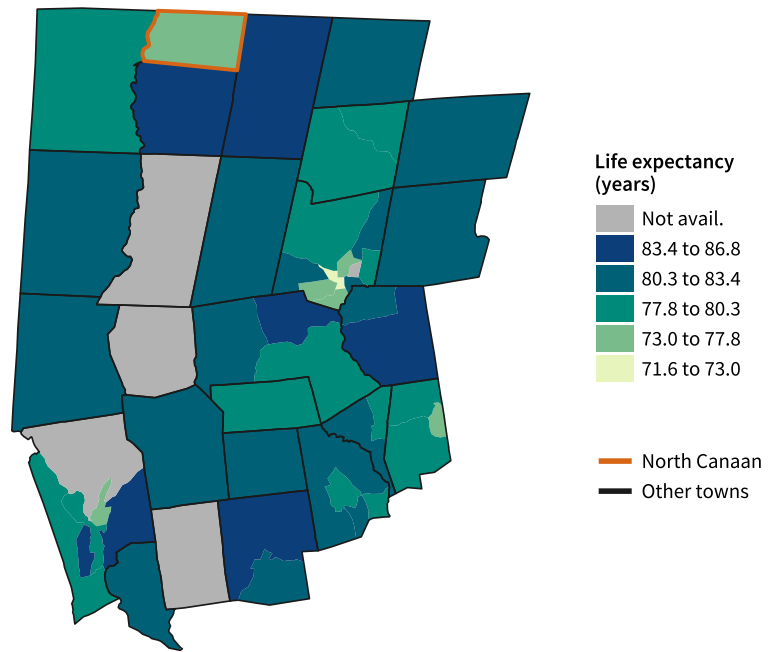 Life expectancy
(years)
Not avail.
83.4 to 86.8
80.3 to 83.4
77.8 to 80.3
73.0 to 77.8
71.6 to 73.0
North Canaan
Other towns